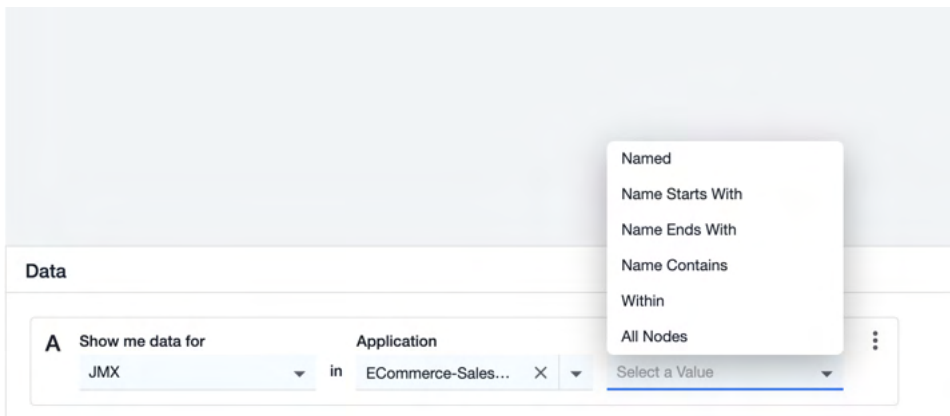 Named
Name Starts With
Name Ends With
Name Contains
Within
All Nodes
Data
A Show me data for Application
JMX in ECommerce-Sales... Select a Value